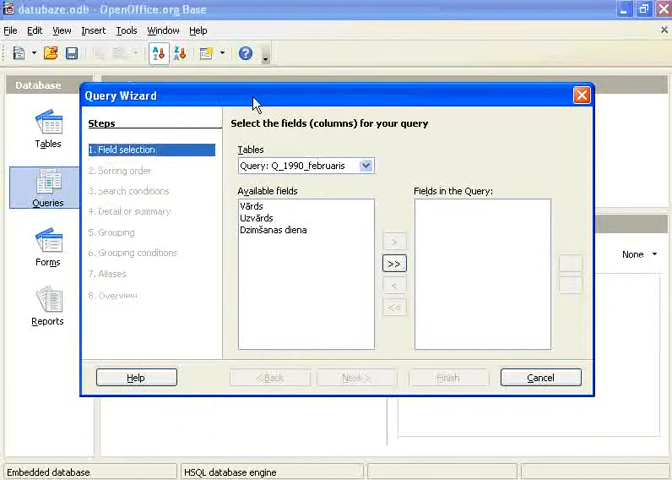 datubaze.odb - OpenOffice.org Base
File Edit View Insert Tools Window Help
Database
Tables
Queries
Forms
Reports
None
Query Wizard
Steps
1. Field selection
2. Sorting order
3. Search conditions
4. Detail or summary
5. Grouping
6. Grouping conditions
7. Aliases
8. Overview
Select the fields (columns) for your query
Tables
Query: Q_1990_februaris
Available fields
Vārds
Uzvārds
Dzimšanas diena
>
>>
<
<<
Fields in the Query:
Help
< Back
Next >
Finish
Cancel
Embedded database
HSQL database engine